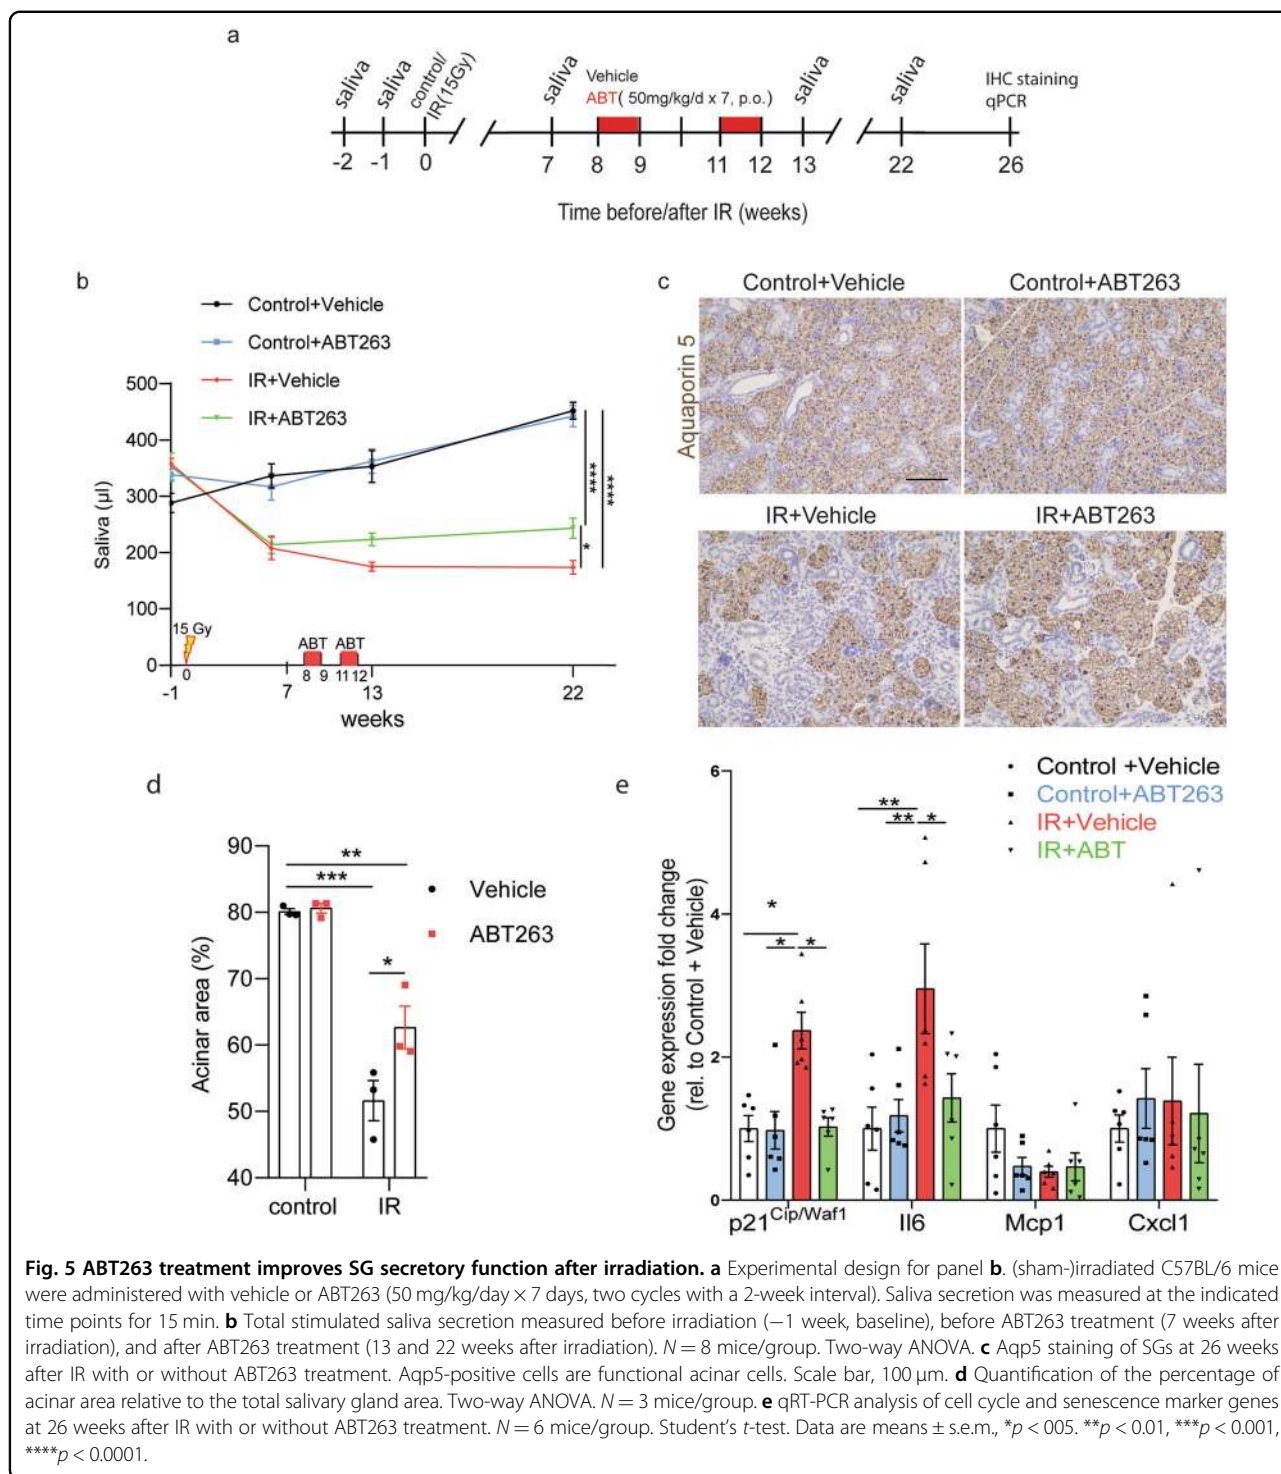 a
saliva
saliva
control/
IR(15Gy)
saliva
Vehicle
ABT( 50mg/kg/d x 7, p.o.)
saliva
saliva
IHC staining
qPCR
-2 -1 0 7 8 9 11 12 13 22 26
Time before/after IR (weeks)
b
Control+Vehicle
Control+ABT263
IR+Vehicle
IR+ABT263
Saliva (µl)
500
400
300
200
100
0
15 Gy
0
ABT ABT
8 9 11 12
-1 7 13 22
weeks
****
****
*
c
Control+Vehicle Control+ABT263
Aquaporin 5
IR+Vehicle IR+ABT263
d
Acinar area (%)
90
80
70
60
50
40
**
***
*
Vehicle
ABT263
control IR
e
Gene expression fold change
(rel. to Control + Vehicle)
6
4
2
0
Control +Vehicle
Control+ABT263
IR+Vehicle
IR+ABT
**
** *
*
* *
p21Cip/Waf1 Il6 Mcp1 Cxcl1
Fig. 5 ABT263 treatment improves SG secretory function after irradiation. a Experimental design for panel b. (sham-)irradiated C57BL/6 mice
were administered with vehicle or ABT263 (50 mg/kg/day × 7 days, two cycles with a 2-week interval). Saliva secretion was measured at the indicated
time points for 15 min. b Total stimulated saliva secretion measured before irradiation (−1 week, baseline), before ABT263 treatment (7 weeks after
irradiation), and after ABT263 treatment (13 and 22 weeks after irradiation). N = 8 mice/group. Two-way ANOVA. c Aqp5 staining of SGs at 26 weeks
after IR with or without ABT263 treatment. Aqp5-positive cells are functional acinar cells. Scale bar, 100 µm. d Quantification of the percentage of
acinar area relative to the total salivary gland area. Two-way ANOVA. N = 3 mice/group. e qRT-PCR analysis of cell cycle and senescence marker genes
at 26 weeks after IR with or without ABT263 treatment. N = 6 mice/group. Student's t-test. Data are means ± s.e.m., *p < 005. **p < 0.01, ***p < 0.001,
****p < 0.0001.